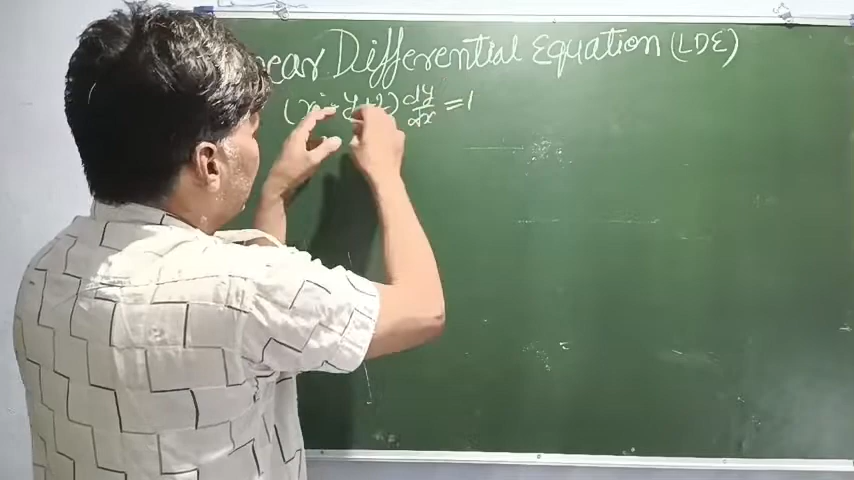 near Differential Equation (LDE)
dy/dx = 1